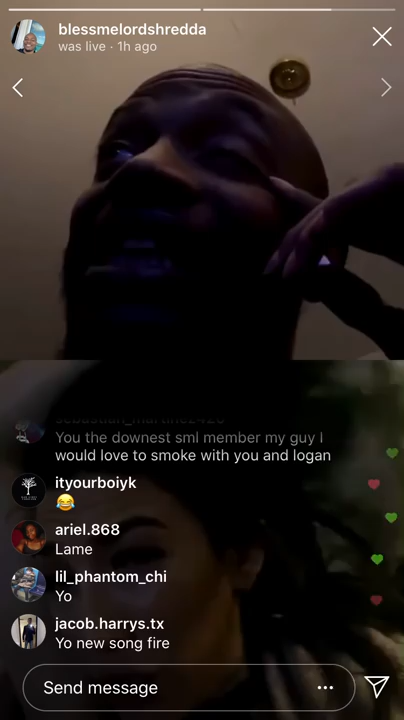 blessmelordshredda
was live · 1h ago
sebastian_martinez2420
You the downest sml member my guy I
would love to smoke with you and logan
ityourboiyk
😂
ariel.868
Lame
lil_phantom_chi
Yo
jacob.harrys.tx
Yo new song fire
Send message